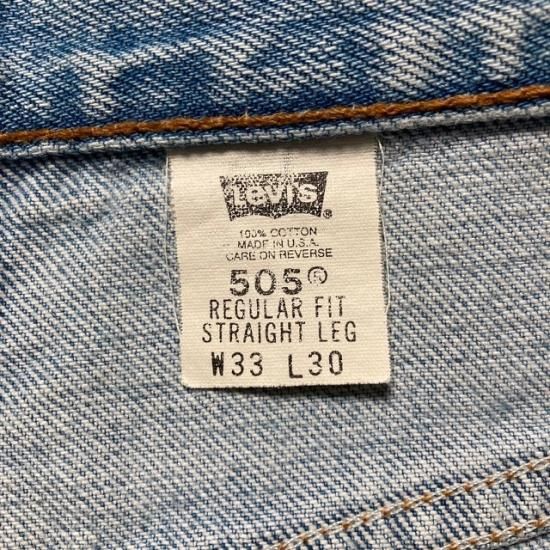 Levi's ®
100% COTTON
MADE IN U.S.A.
CARE ON REVERSE
505®
REGULAR FIT
STRAIGHT LEG
W33 L30